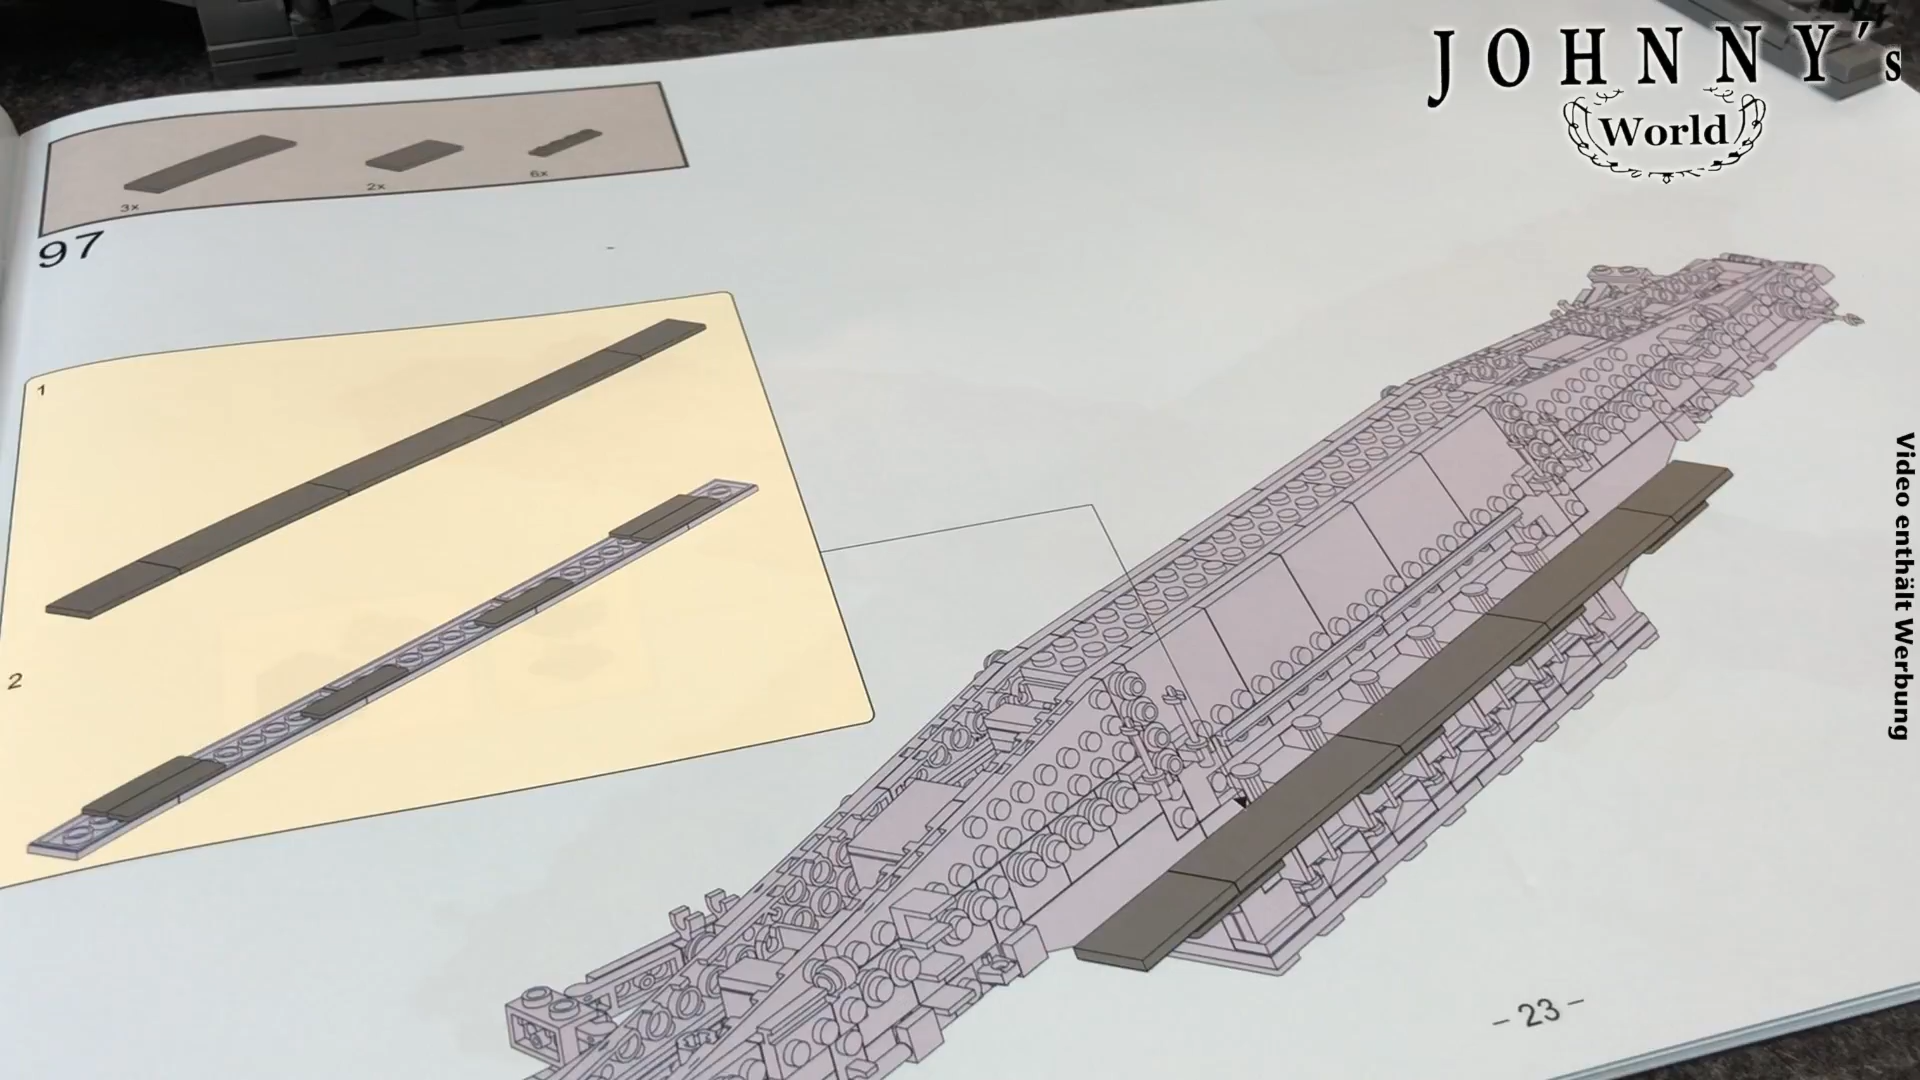 JOHNNY's
World
3x
2x
6x
97
1
2
Video enthält Werbung
- 23 -